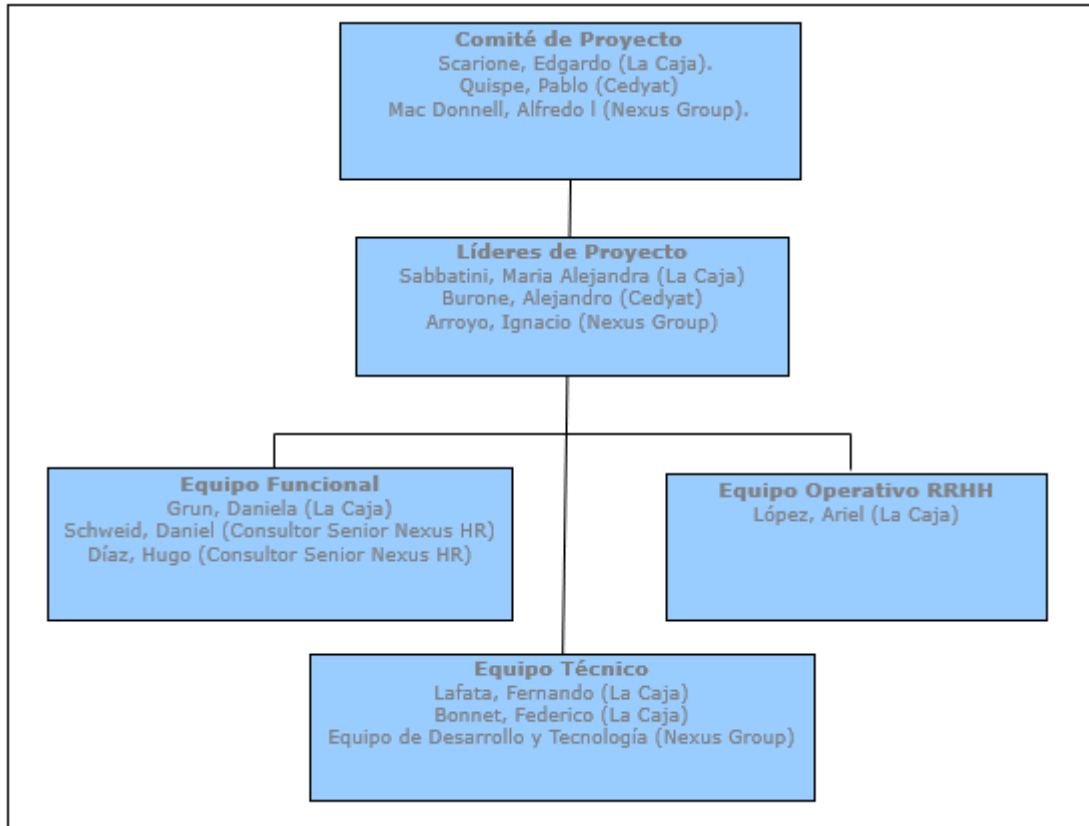 Comité de Proyecto
Scarione, Edgardo (La Caja).
Quispe, Pablo (Cedyat)
Mac Donnell, Alfredo l (Nexus Group).
Líderes de Proyecto
Sabbatini, Maria Alejandra (La Caja)
Burone, Alejandro (Cedyat)
Arroyo, Ignacio (Nexus Group)
Equipo Funcional
Grun, Daniela (La Caja)
Schweid, Daniel (Consultor Senior Nexus HR)
Díaz, Hugo (Consultor Senior Nexus HR)
Equipo Operativo RRHH
López, Ariel (La Caja)
Equipo Técnico
Lafata, Fernando (La Caja)
Bonnet, Federico (La Caja)
Equipo de Desarrollo y Tecnología (Nexus Group)